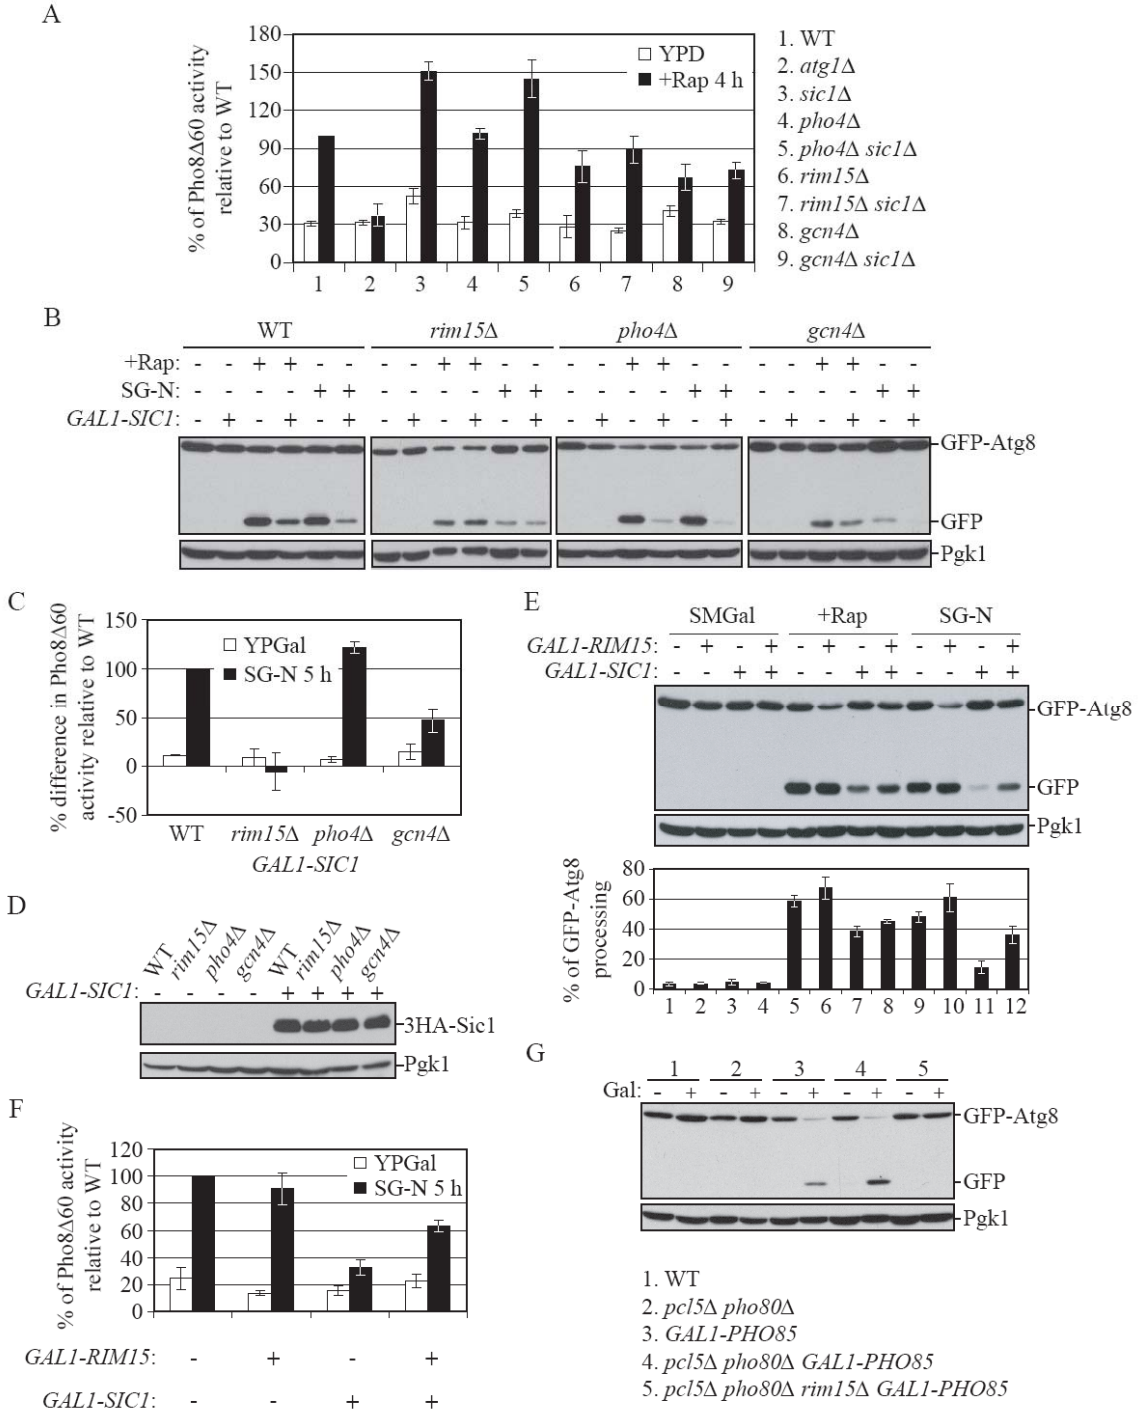 A
% of Pho8Δ60 activity
relative to WT
180
150
120
90
60
30
0
YPD
+Rap 4 h
1 2 3 4 5 6 7 8 9
1. WT
2. atg1Δ
3. sic1Δ
4. pho4Δ
5. pho4Δ sic1Δ
6. rim15Δ
7. rim15Δ sic1Δ
8. gcn4Δ
9. gcn4Δ sic1Δ
B
WT rim15Δ pho4Δ gcn4Δ
+Rap: - - + + - - - - + + - - - - + + - - - - + + - -
SG-N: - - - - + + - - - - + + - - - - + + - - - - + +
GAL1-SIC1: - + - + - + - + - + - + - + - + - + - + - + - +
GFP-Atg8
GFP
Pgk1
C
% difference in Pho8Δ60
activity relative to WT
150
100
50
0
-50
YPGal
SG-N 5 h
WT rim15Δ pho4Δ gcn4Δ
GAL1-SIC1
D
WT rim15Δ pho4Δ gcn4Δ WT rim15Δ pho4Δ gcn4Δ
GAL1-SIC1: - - - - + + + +
3HA-Sic1
Pgk1
E
SMGal +Rap SG-N
GAL1-RIM15: - + - + - + - + - + - +
GAL1-SIC1: - - + + - - + + - - + +
GFP-Atg8
GFP
Pgk1
% of GFP-Atg8
processing
80
60
40
20
0
1 2 3 4 5 6 7 8 9 10 11 12
F
% of Pho8Δ60 activity
relative to WT
120
100
80
60
40
20
0
YPGal
SG-N 5 h
GAL1-RIM15: - + - +
GAL1-SIC1: - - + +
G
1 2 3 4 5
Gal: - + - + - + - + - +
GFP-Atg8
GFP
Pgk1
1. WT
2. pcl5Δ pho80Δ
3. GAL1-PHO85
4. pcl5Δ pho80Δ GAL1-PHO85
5. pcl5Δ pho80Δ rim15Δ GAL1-PHO85